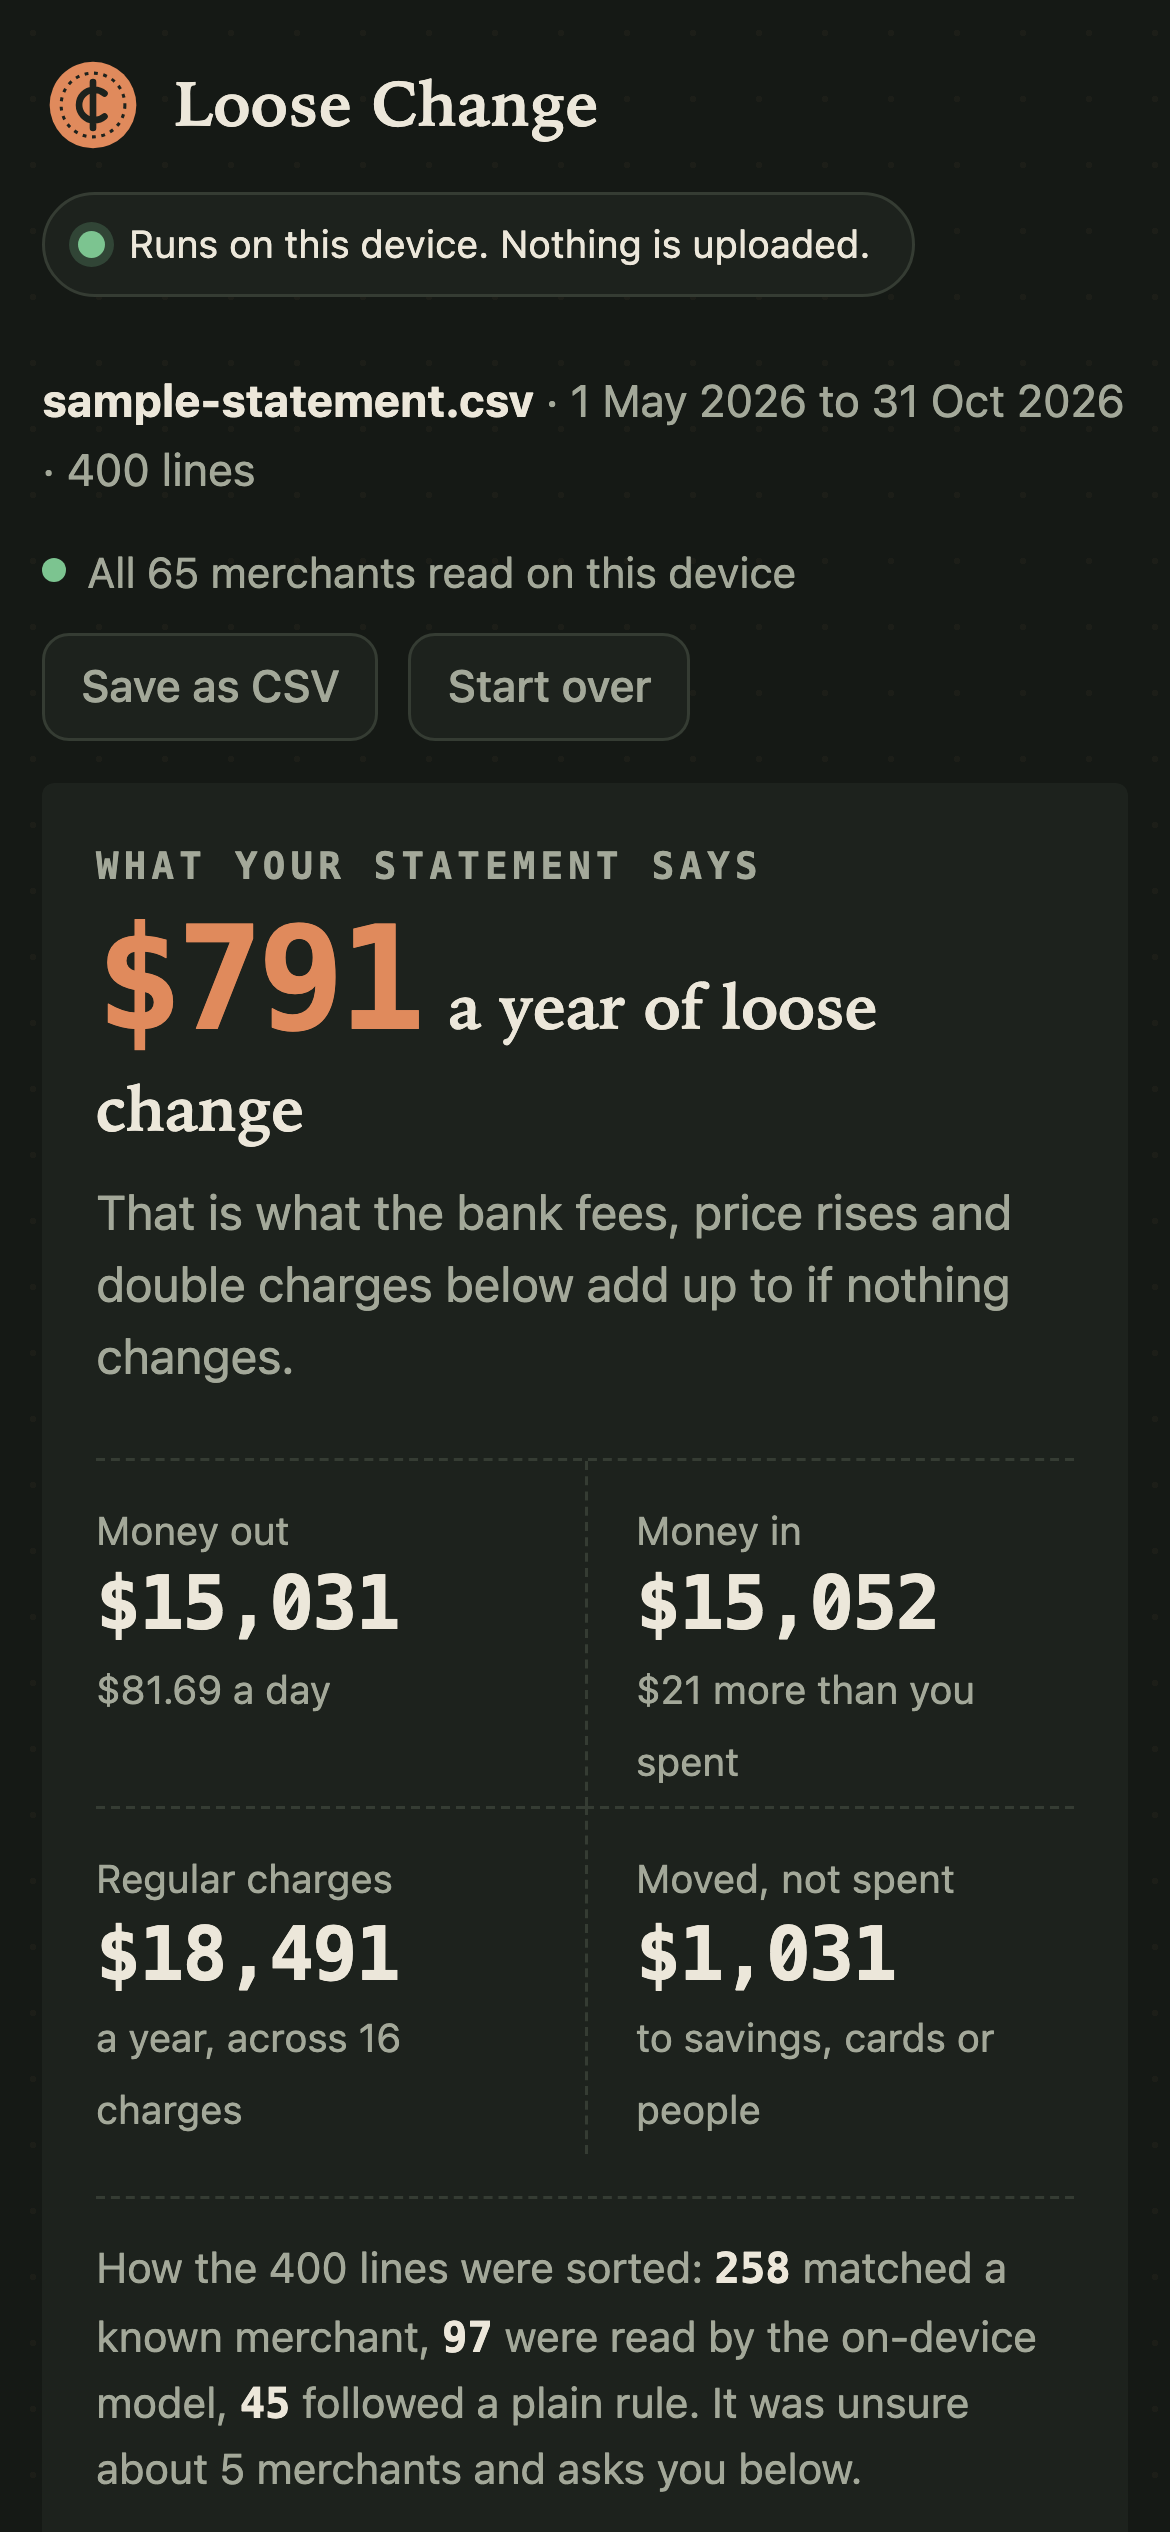 Loose Change
Runs on this device. Nothing is uploaded.
sample-statement.csv · 1 May 2026 to 31 Oct 2026
· 400 lines
All 65 merchants read on this device
Save as CSV
Start over
WHAT YOUR STATEMENT SAYS
$791 a year of loose
change
That is what the bank fees, price rises and
double charges below add up to if nothing
changes.
Money out
$15,031
$81.69 a day
Money in
$15,052
$21 more than you
spent
Regular charges
$18,491
a year, across 16
charges
Moved, not spent
$1,031
to savings, cards or
people
How the 400 lines were sorted: 258 matched a
known merchant, 97 were read by the on-device
model, 45 followed a plain rule. It was unsure
about 5 merchants and asks you below.